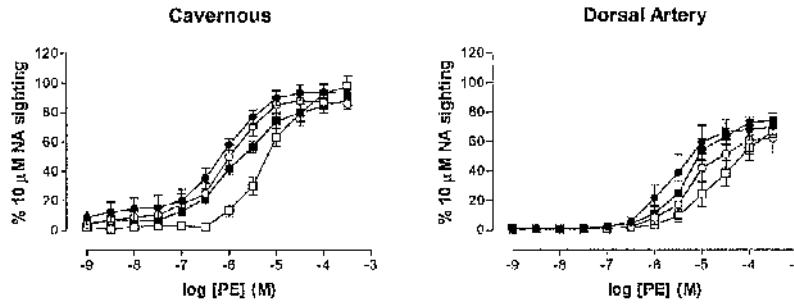 Cavernous
% 10 µM NA sighting
120
100
80
60
40
20
0
-9 -8 -7 -6 -5 -4 -3
log [PE] (M)
Dorsal Artery
% 10 µM NA sighting
120
100
80
60
40
20
0
-9 -8 -7 -6 -5 -4
log [PE] (M)